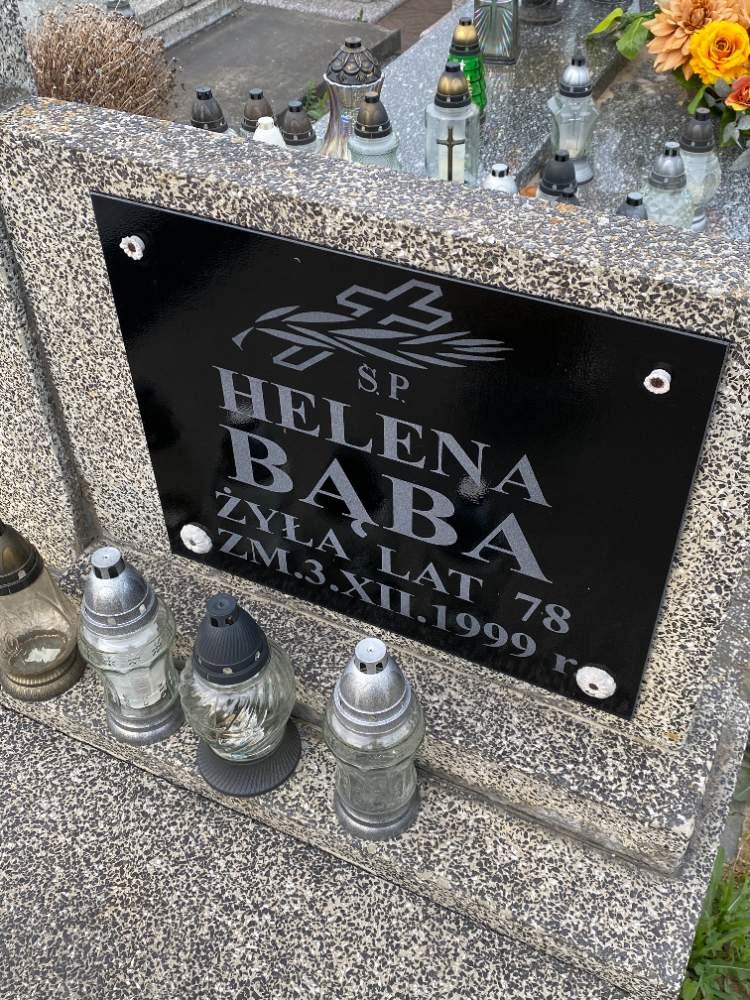 Ś.P.
HELENA
BĄBA
ŻYŁA LAT 78
ZM.3.XII.1999 r.